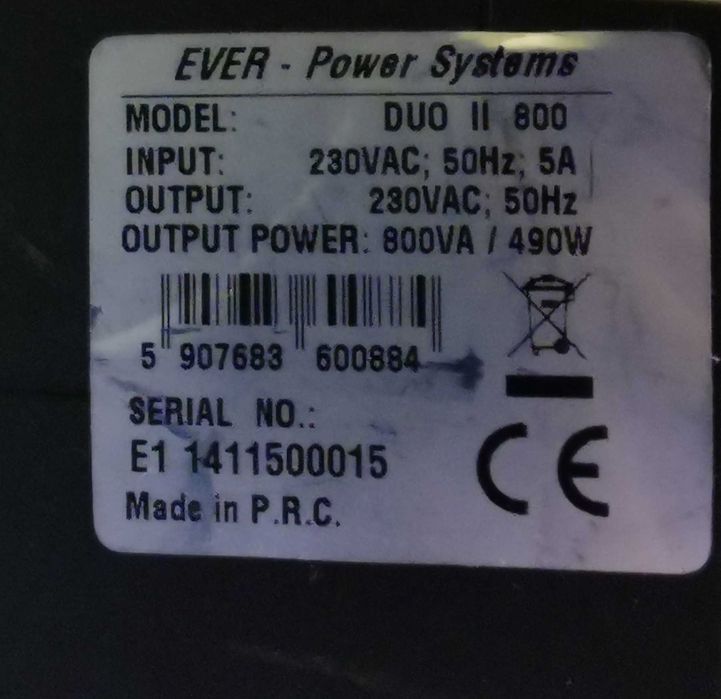 EVER - Power Systems
MODEL: DUO II 800
INPUT: 230VAC; 50Hz; 5A
OUTPUT: 230VAC; 50Hz
OUTPUT POWER: 800VA / 490W
5 907683 600884
SERIAL NO.:
E1 1411500015
Made in P.R.C.
CE